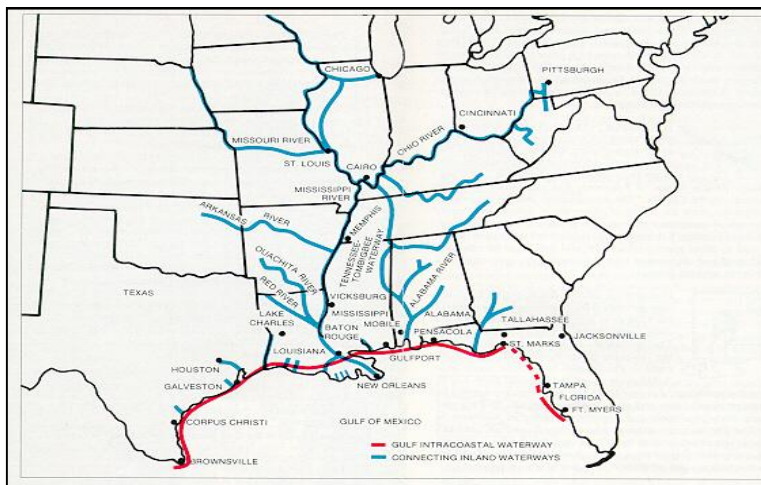 CHICAGO
PITTSBURGH
CINCINNATI
OHIO RIVER
MISSOURI RIVER
ST. LOUIS
CAIRO
MISSISSIPPI
RIVER
ARKANSAS RIVER
MEMPHIS
TENNESSEE-
TOMBIGBEE
WATERWAY
OUACHITA RIVER
RED RIVER
ALABAMA RIVER
TEXAS
VICKSBURG
MISSISSIPPI
ALABAMA
TALLAHASSEE
LAKE
CHARLES
BATON
ROUGE
MOBILE
PENSACOLA
JACKSONVILLE
ST. MARKS
LOUISIANA
GULFPORT
HOUSTON
GALVESTON
NEW ORLEANS
TAMPA
FLORIDA
FT. MYERS
CORPUS CHRISTI
GULF OF MEXICO
BROWNSVILLE
GULF INTRACOASTAL WATERWAY
CONNECTING INLAND WATERWAYS